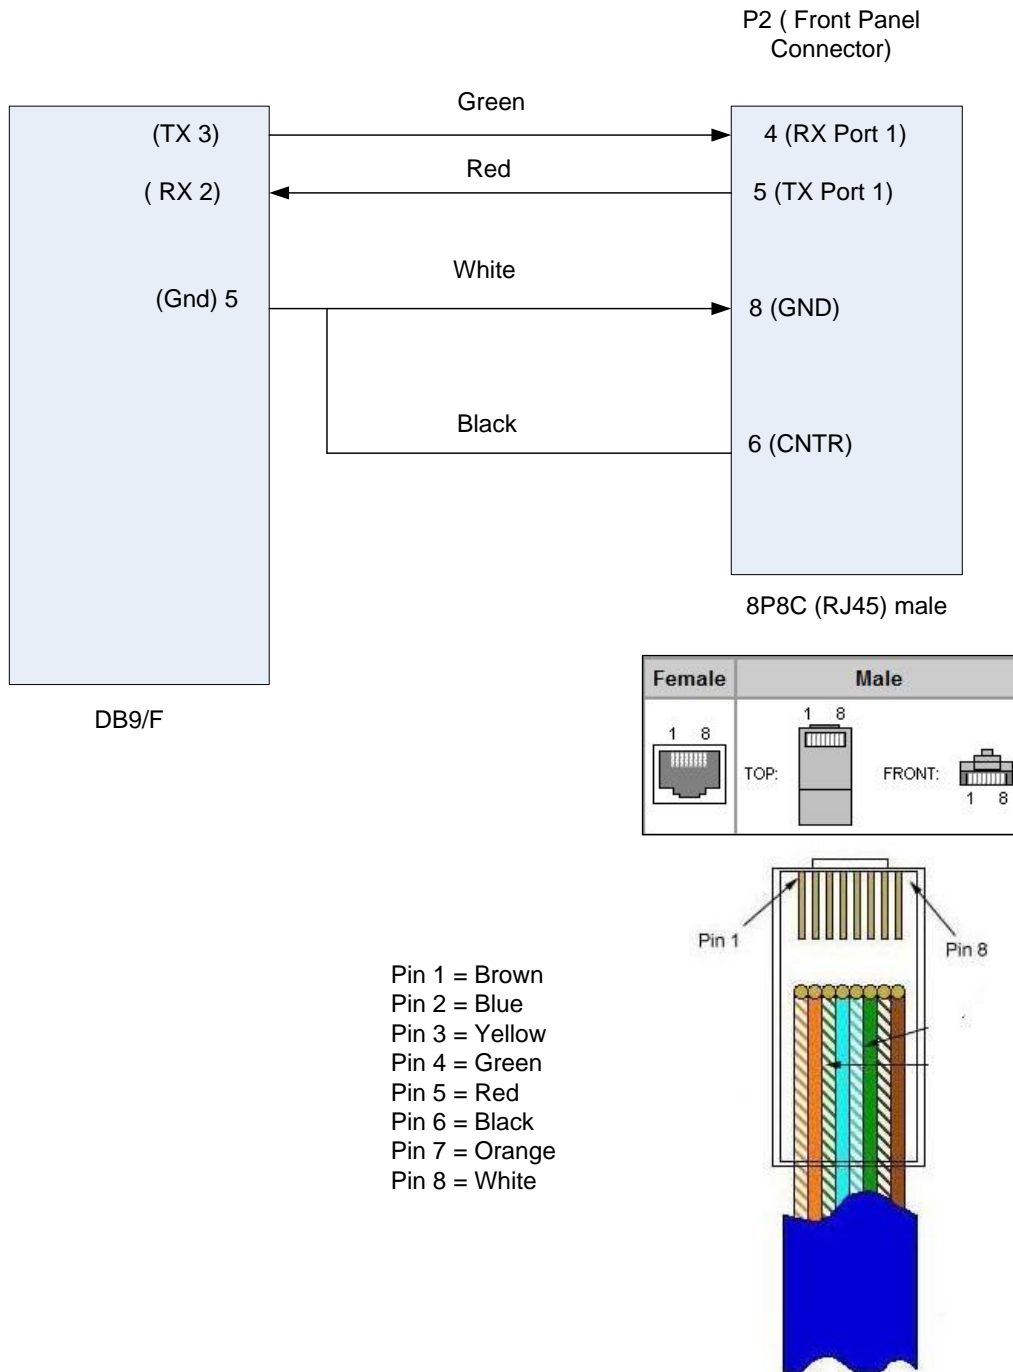 P2 ( Front Panel
Connector)
Green
(TX 3)
4 (RX Port 1)
Red
( RX 2)
5 (TX Port 1)
White
(Gnd) 5
8 (GND)
Black
6 (CNTR)
8P8C (RJ45) male
DB9/F
Female
Male
1 8
1 8
TOP:
FRONT:
1 8
Pin 1
Pin 8
Pin 1 = Brown
Pin 2 = Blue
Pin 3 = Yellow
Pin 4 = Green
Pin 5 = Red
Pin 6 = Black
Pin 7 = Orange
Pin 8 = White